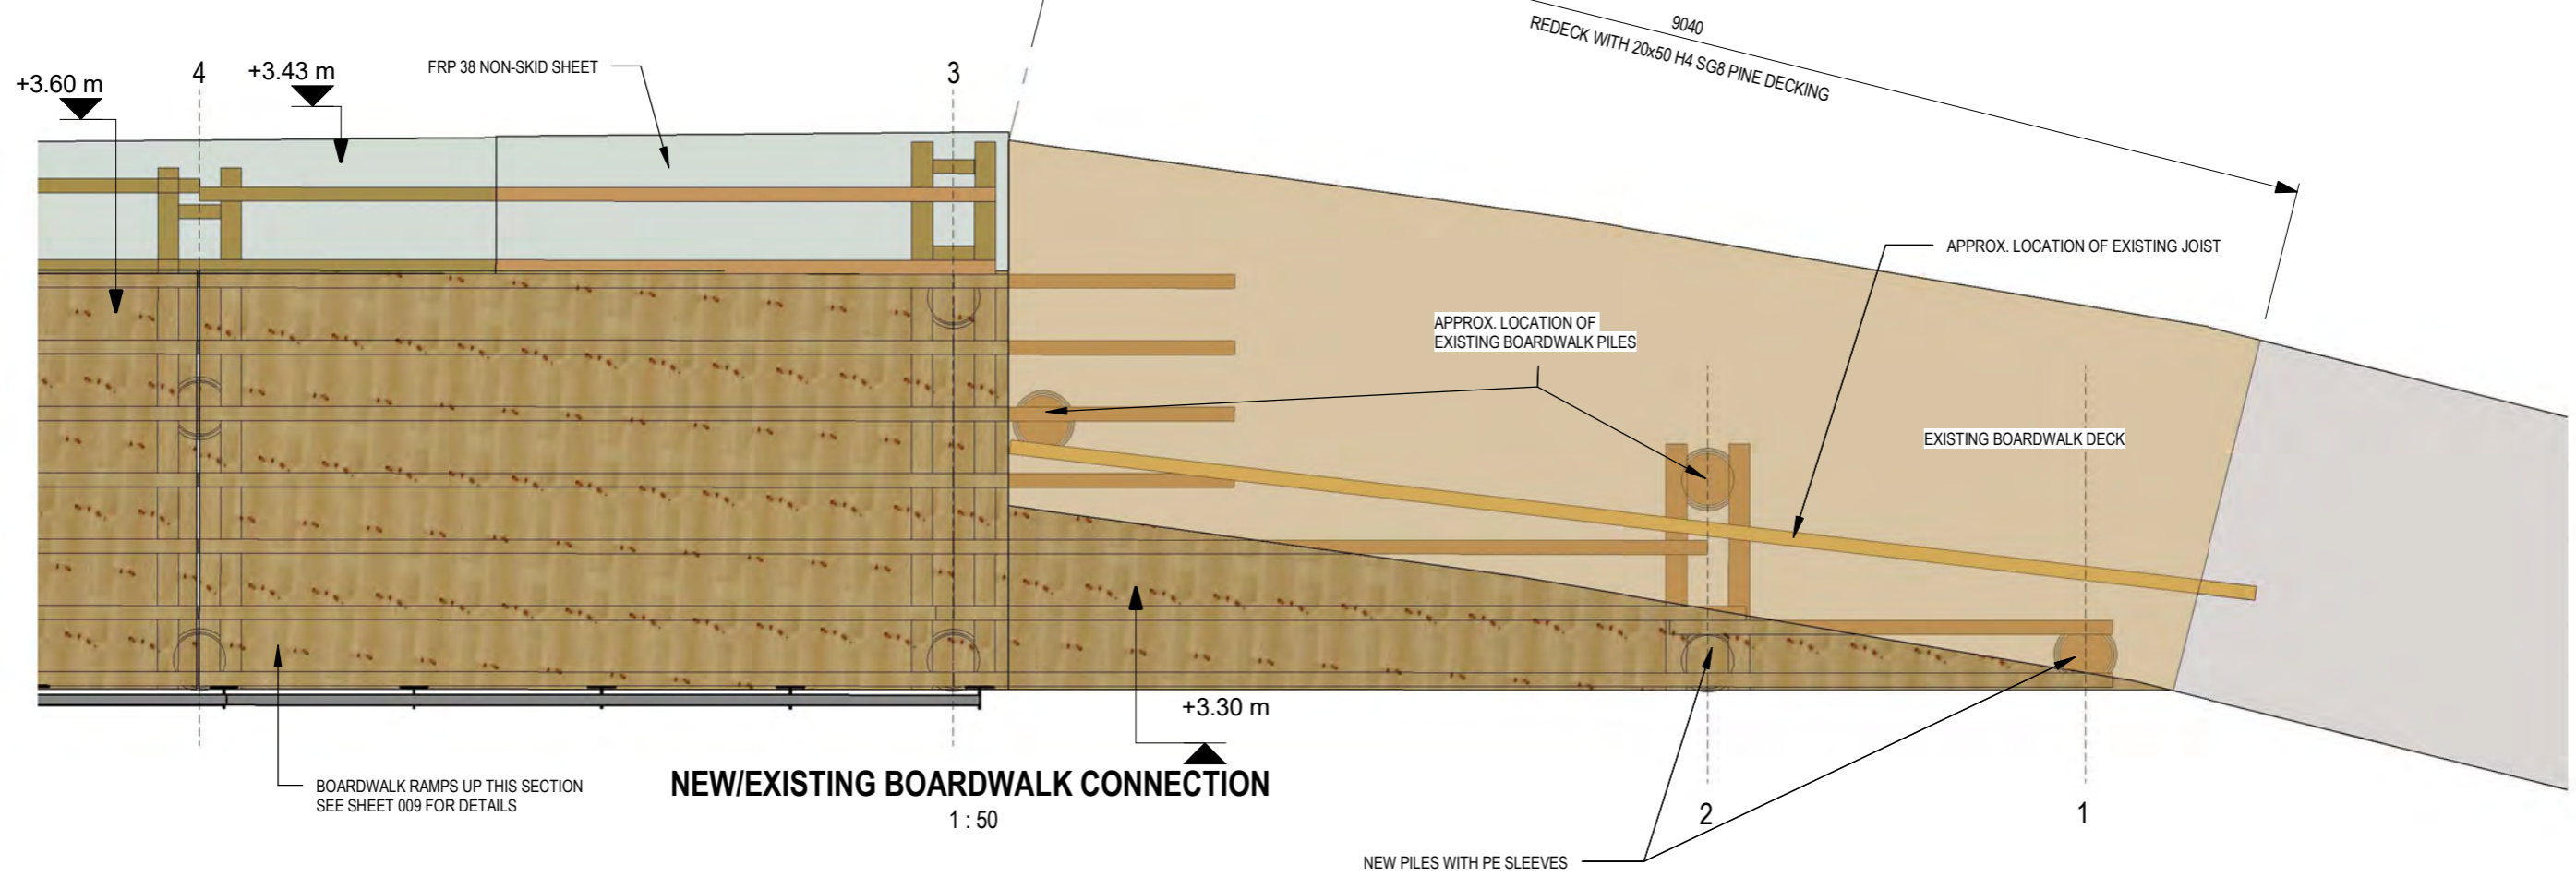 9040
REDECK WITH 20x50 H4 SG8 PINE DECKING
+3.60 m
4
+3.43 m
FRP 38 NON-SKID SHEET
3
APPROX. LOCATION OF EXISTING JOIST
APPROX. LOCATION OF
EXISTING BOARDWALK PILES
EXISTING BOARDWALK DECK
+3.30 m
BOARDWALK RAMPS UP THIS SECTION
SEE SHEET 009 FOR DETAILS
NEW/EXISTING BOARDWALK CONNECTION
1 : 50
2
1
NEW PILES WITH PE SLEEVES